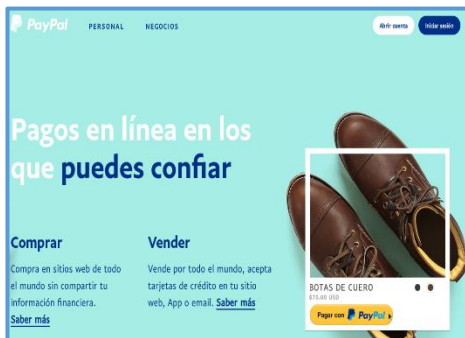 PayPal PERSONAL NEGOCIOS Abrir cuenta Iniciar sesión
Pagos en línea en los
que puedes confiar
Comprar
Compra en sitios web de todo
el mundo sin compartir tu
información financiera.
Saber más
Vender
Vende por todo el mundo, acepta
tarjetas de crédito en tu sitio
web, App o email. Saber más
BOTAS DE CUERO
$75.00 USD
Pagar con PayPal